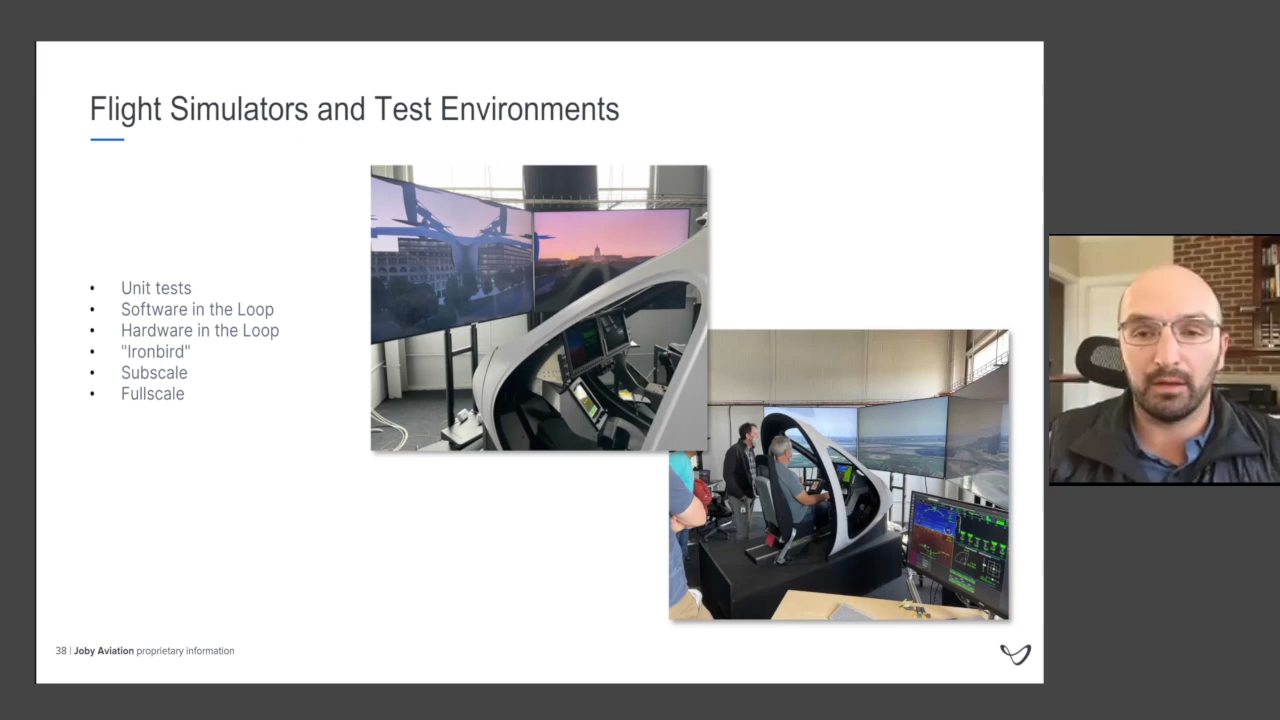 Flight Simulators and Test Environments
• Unit tests
• Software in the Loop
• Hardware in the Loop
• "Ironbird"
• Subscale
• Fullscale
38 | Joby Aviation proprietary information